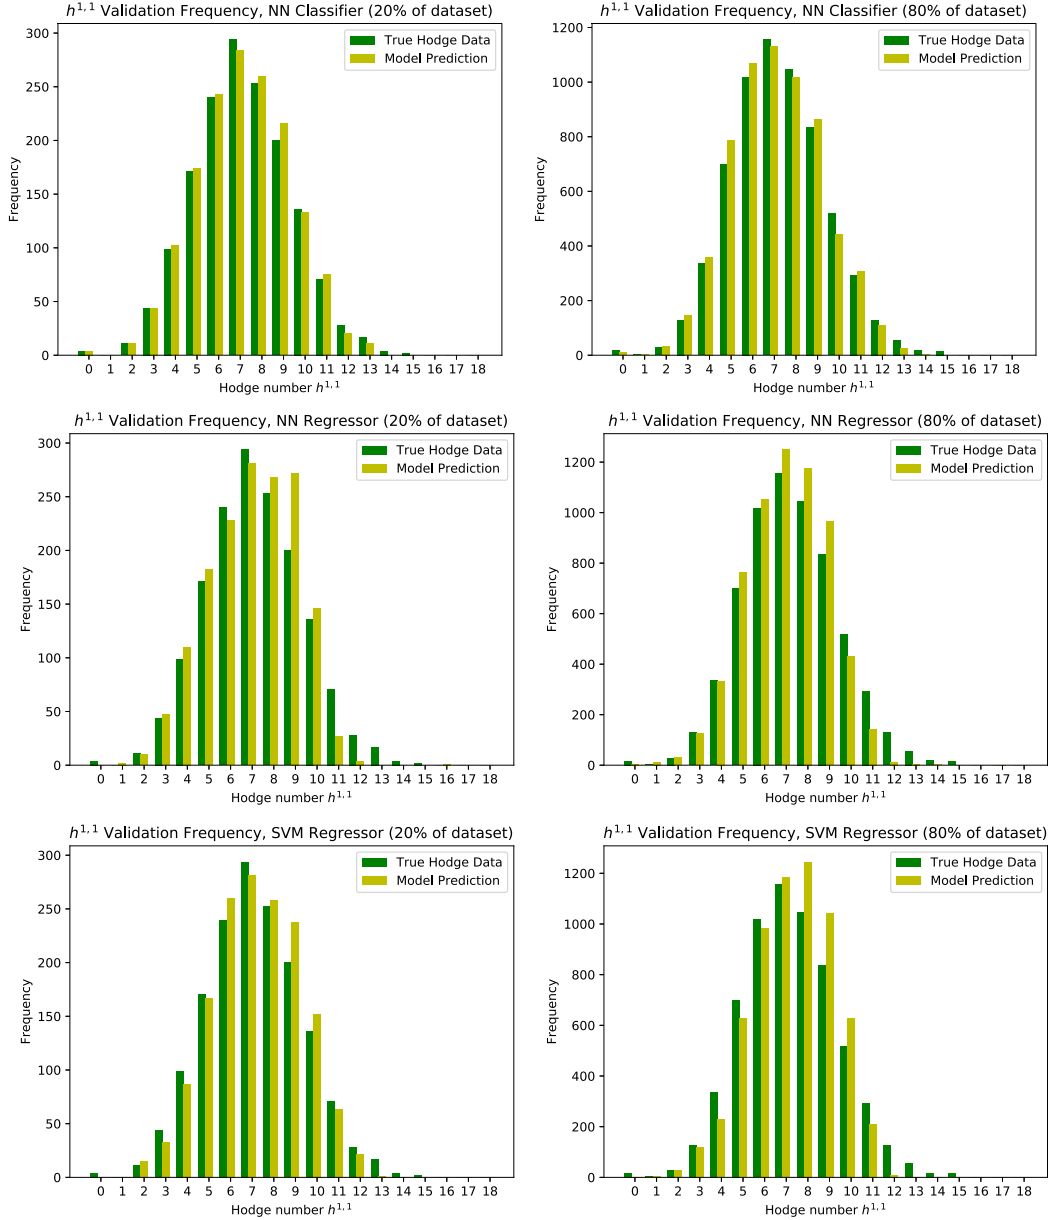 h^{1,1} Validation Frequency, NN Classifier (20% of dataset)
True Hodge Data
Model Prediction
Frequency
300
250
200
150
100
50
0
0 1 2 3 4 5 6 7 8 9 10 11 12 13 14 15 16 17 18
Hodge number h^{1,1}
h^{1,1} Validation Frequency, NN Classifier (80% of dataset)
True Hodge Data
Model Prediction
Frequency
1200
1000
800
600
400
200
0
0 1 2 3 4 5 6 7 8 9 10 11 12 13 14 15 16 17 18
Hodge number h^{1,1}
h^{1,1} Validation Frequency, NN Regressor (20% of dataset)
True Hodge Data
Model Prediction
Frequency
300
250
200
150
100
50
0
0 1 2 3 4 5 6 7 8 9 10 11 12 13 14 15 16 17 18
Hodge number h^{1,1}
h^{1,1} Validation Frequency, NN Regressor (80% of dataset)
True Hodge Data
Model Prediction
Frequency
1200
1000
800
600
400
200
0
0 1 2 3 4 5 6 7 8 9 10 11 12 13 14 15 16 17 18
Hodge number h^{1,1}
h^{1,1} Validation Frequency, SVM Regressor (20% of dataset)
True Hodge Data
Model Prediction
Frequency
300
250
200
150
100
50
0
0 1 2 3 4 5 6 7 8 9 10 11 12 13 14 15 16 17 18
Hodge number h^{1,1}
h^{1,1} Validation Frequency, SVM Regressor (80% of dataset)
True Hodge Data
Model Prediction
Frequency
1200
1000
800
600
400
200
0
0 1 2 3 4 5 6 7 8 9 10 11 12 13 14 15 16 17 18
Hodge number h^{1,1}